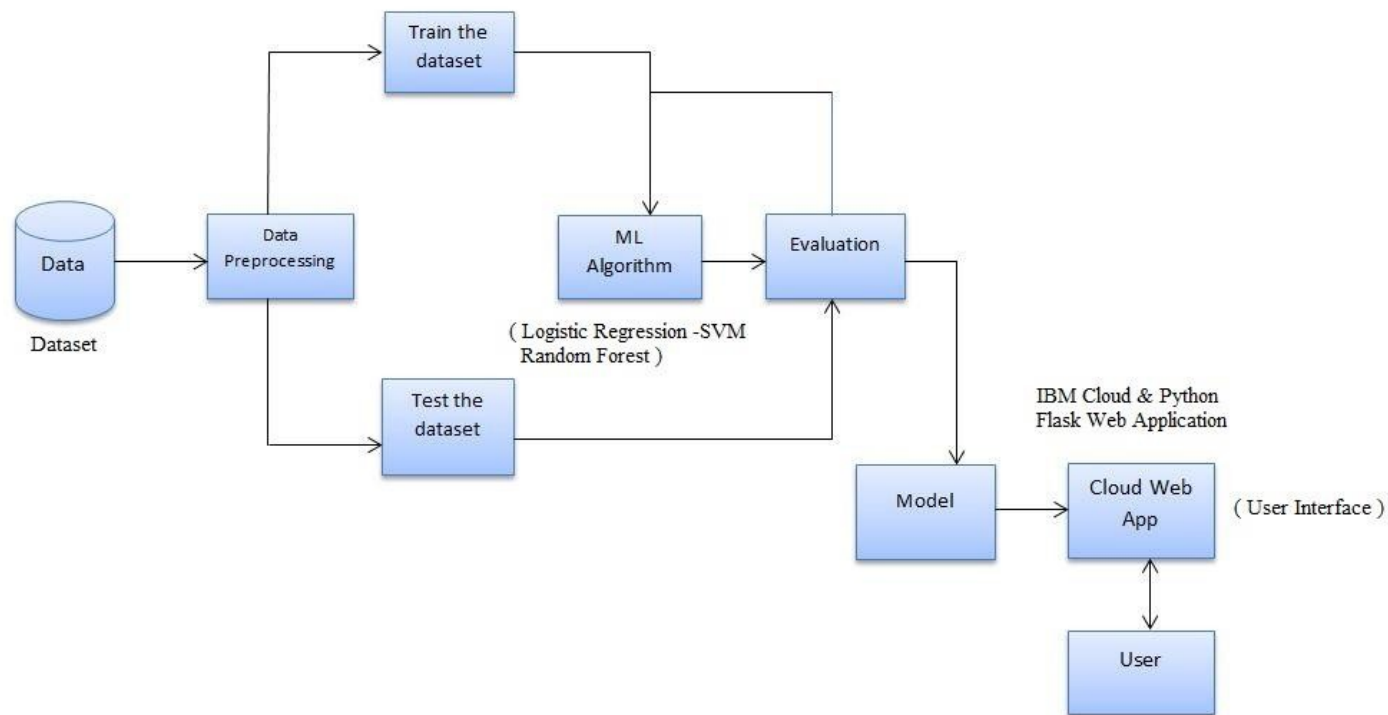 Train the
dataset
Data
Preprocessing
ML
Algorithm
Evaluation
Data
Dataset
( Logistic Regression -SVM
Random Forest )
Test the
dataset
IBM Cloud & Python
Flask Web Application
Model
Cloud Web
App
( User Interface )
User